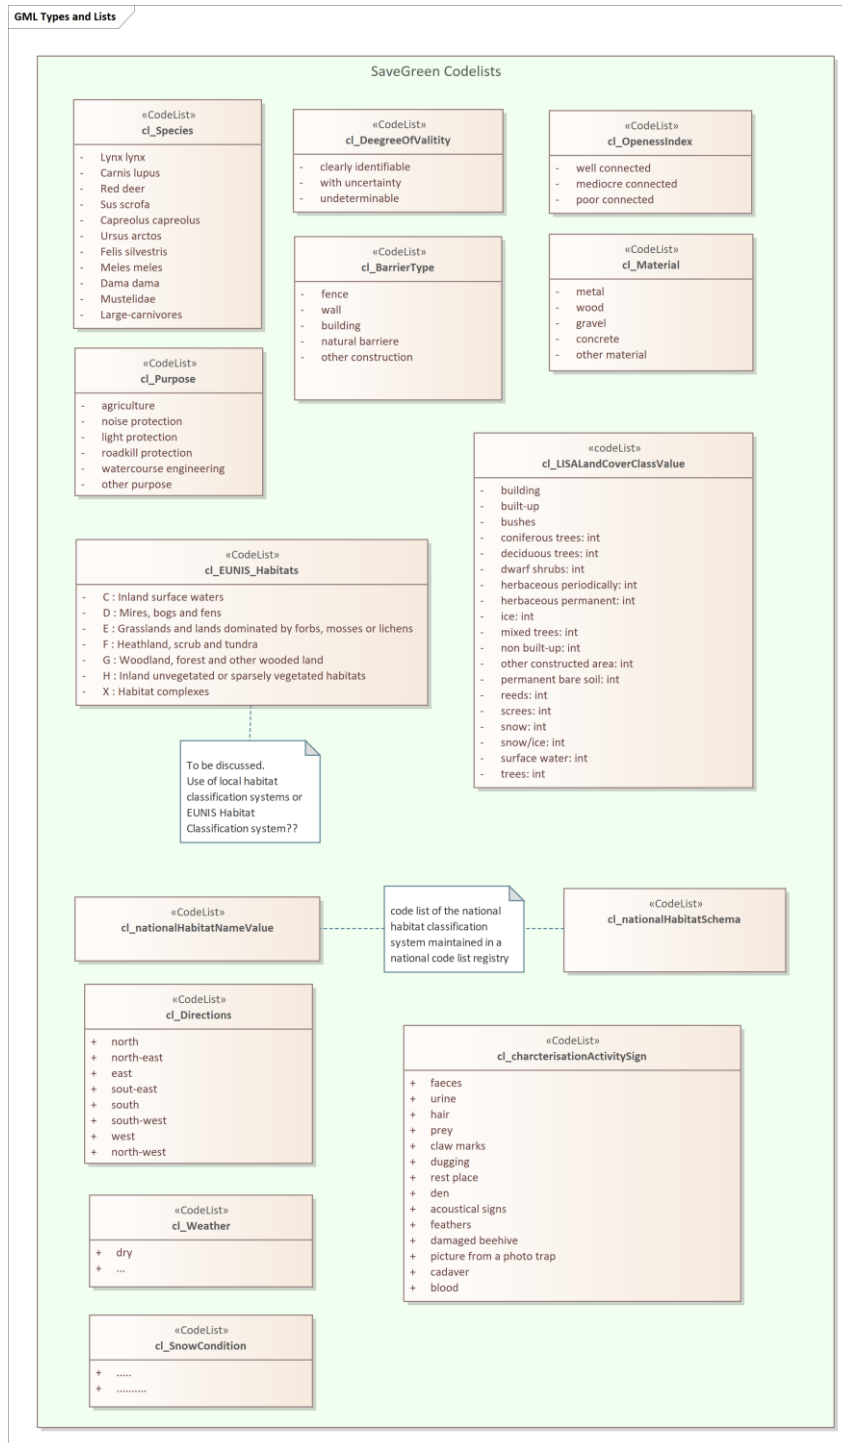 GML Types and Lists
SaveGreen Codelists
«CodeList»
cl_Species
- Lynx lynx
- Carnis lupus
- Red deer
- Sus scrofa
- Capreolus capreolus
- Ursus arctos
- Felis silvestris
- Meles meles
- Dama dama
- Mustelidae
- Large-carnivores
«CodeList»
cl_DeegreeOfValitity
- clearly identifiable
- with uncertainty
- undeterminable
«CodeList»
cl_OpenessIndex
- well connected
- mediocre connected
- poor connected
«CodeList»
cl_BarrierType
- fence
- wall
- building
- natural barriere
- other construction
«CodeList»
cl_Material
- metal
- wood
- gravel
- concrete
- other material
«CodeList»
cl_Purpose
- agriculture
- noise protection
- light protection
- roadkill protection
- watercourse engineering
- other purpose
«codeList»
cl_LISALandCoverClassValue
- building
- built-up
- bushes
- coniferous trees: int
- deciduous trees: int
- dwarf shrubs: int
- herbaceous periodically: int
- herbaceous permanent: int
- ice: int
- mixed trees: int
- non built-up: int
- other constructed area: int
- permanent bare soil: int
- reeds: int
- screes: int
- snow: int
- snow/ice: int
- surface water: int
- trees: int
«CodeList»
cl_EUNIS_Habitats
- C : Inland surface waters
- D : Mires, bogs and fens
- E : Grasslands and lands dominated by forbs, mosses or lichens
- F : Heathland, scrub and tundra
- G : Woodland, forest and other wooded land
- H : Inland unvegetated or sparsely vegetated habitats
- X : Habitat complexes
To be discussed.
Use of local habitat
classification systems or
EUNIS Habitat
Classification system??
«CodeList»
cl_nationalHabitatNameValue
code list of the national
habitat classification
system maintained in a
national code list registry
«CodeList»
cl_nationalHabitatSchema
«CodeList»
cl_Directions
+ north
+ north-east
+ east
+ sout-east
+ south
+ south-west
+ west
+ north-west
«CodeList»
cl_charcterisationActivitySign
+ faeces
+ urine
+ hair
+ prey
+ claw marks
+ dugging
+ rest place
+ den
+ acoustical signs
+ feathers
+ damaged beehive
+ picture from a photo trap
+ cadaver
+ blood
«CodeList»
cl_Weather
+ dry
+ ...
«CodeList»
cl_SnowCondition
+ .....
+ ..........